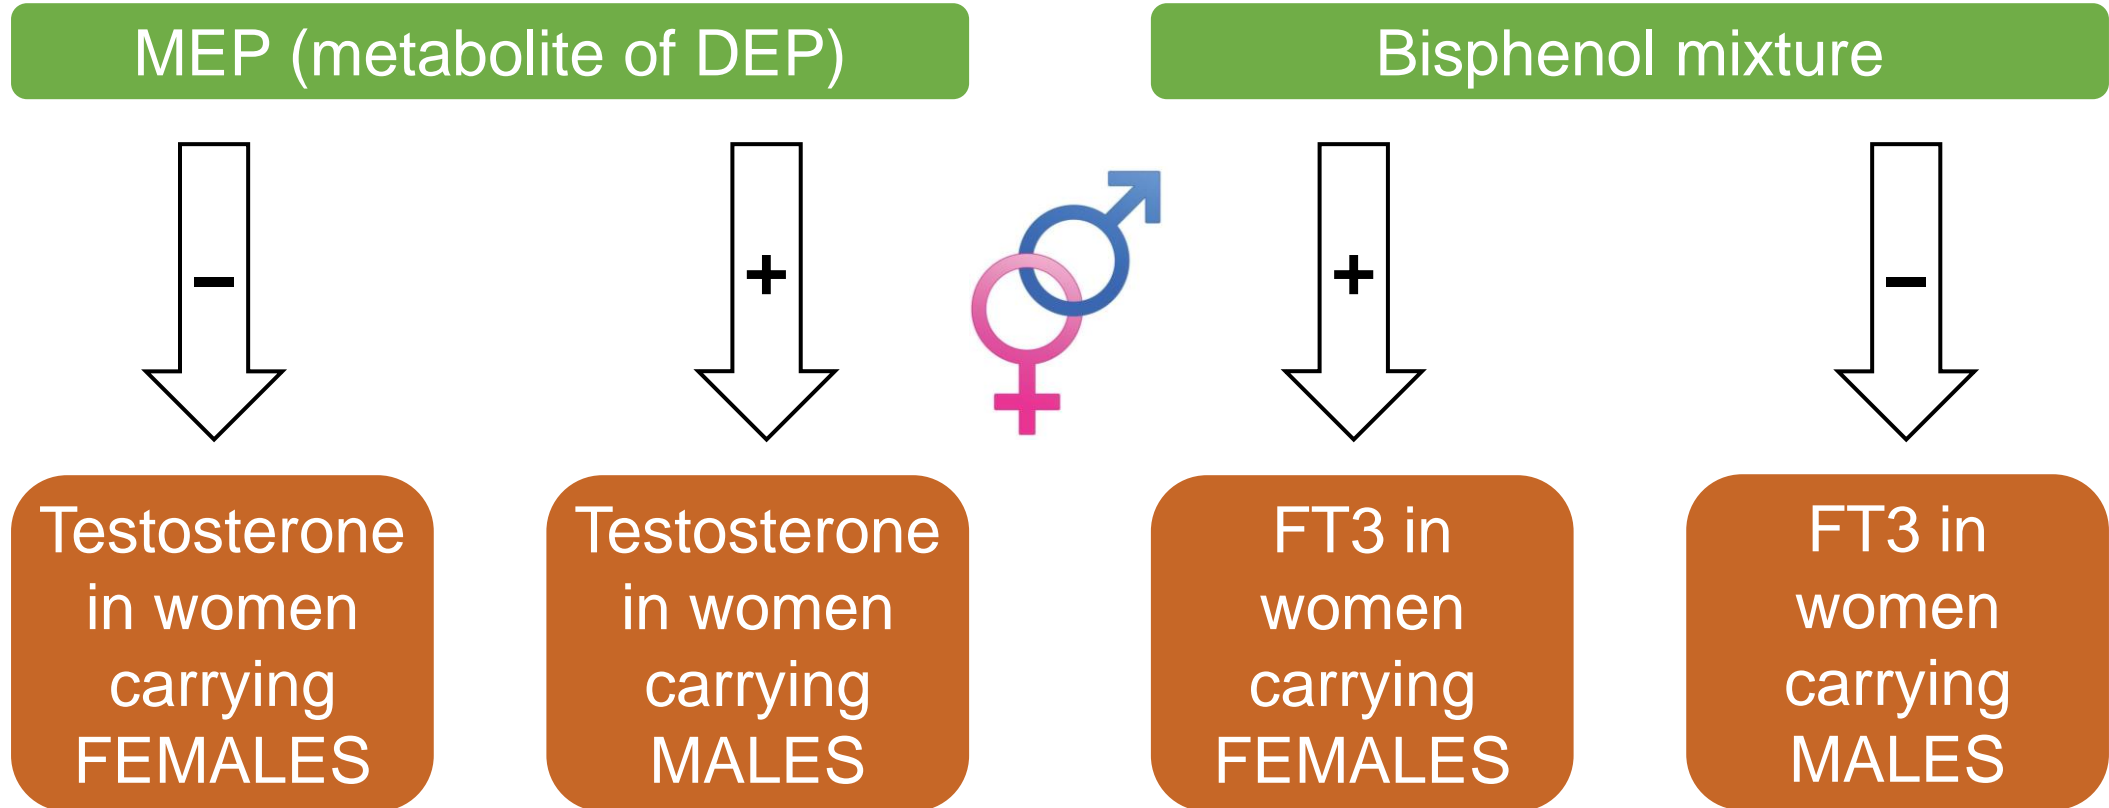 MEP (metabolite of DEP)
Bisphenol mixture
–
+
+
–
Testosterone
in women
carrying
FEMALES
Testosterone
in women
carrying
MALES
FT3 in
women
carrying
FEMALES
FT3 in
women
carrying
MALES